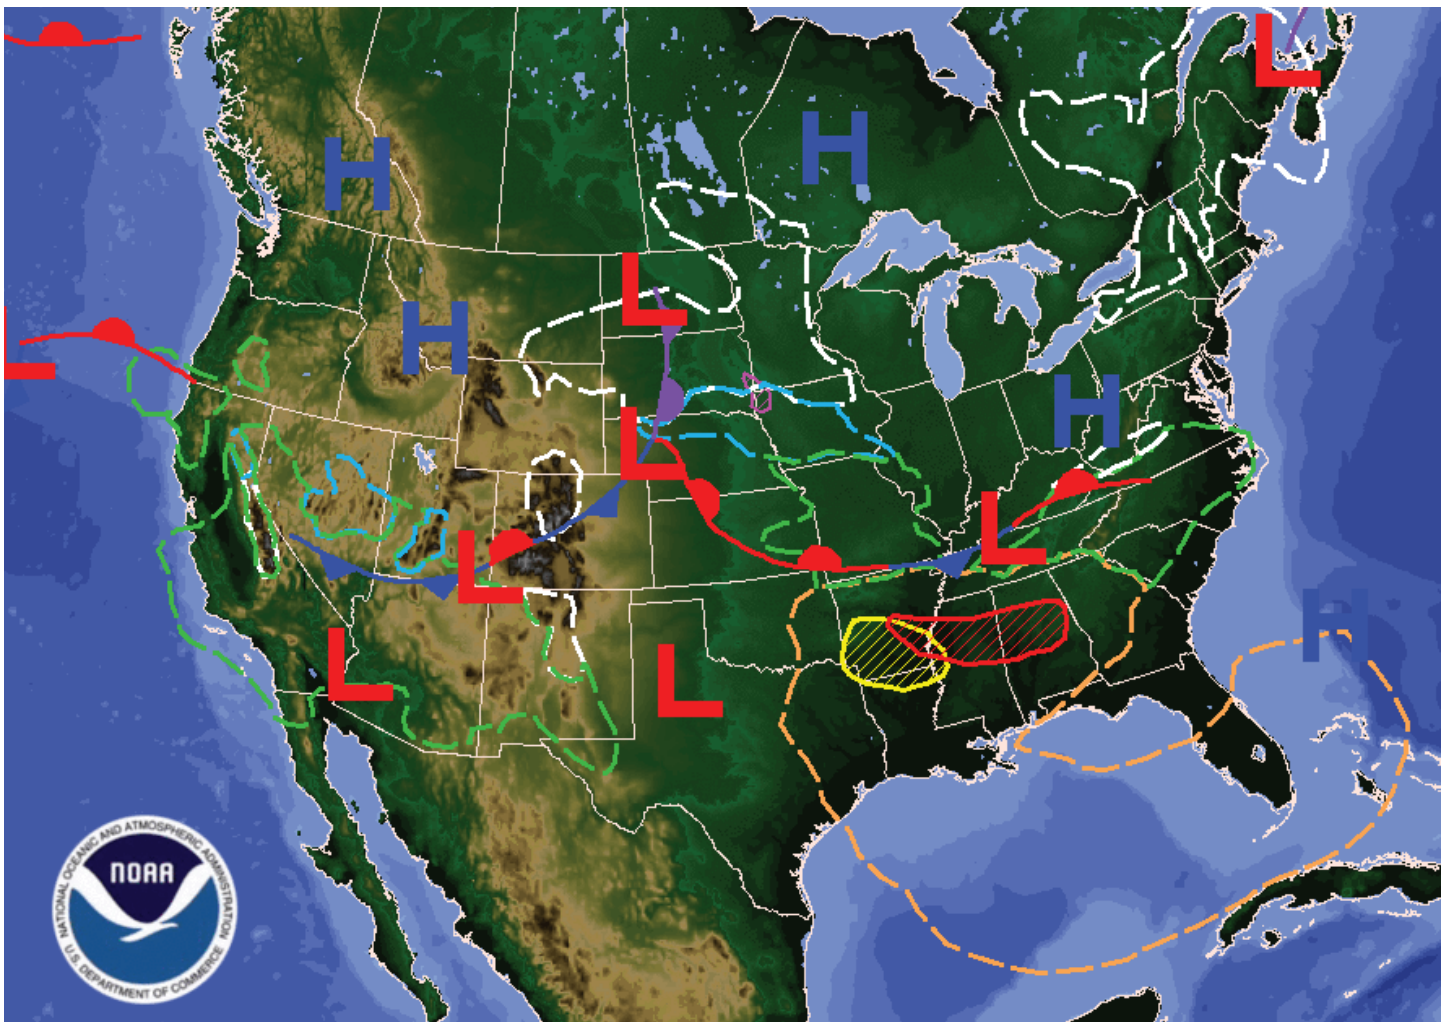 L
H
H
L
H
L
L
H
L
L
L
H
L
L
NATIONAL OCEANIC AND ATMOSPHERIC ADMINISTRATION
NOAA
U.S. DEPARTMENT OF COMMERCE